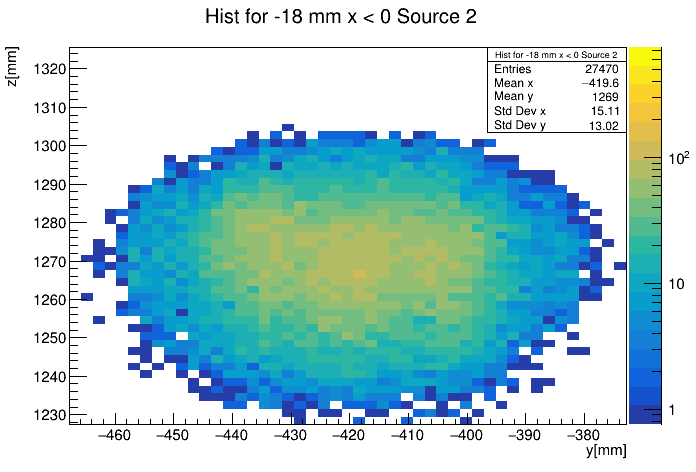 Hist for -18 mm x < 0 Source 2
z[mm]
Hist for -18 mm x < 0 Source 2
Entries 27470
Mean x −419.6
Mean y 1269
Std Dev x 15.11
Std Dev y 13.02
1320
1310
1300
1290
1280
1270
1260
1250
1240
1230
10²
10
1
−460 −450 −440 −430 −420 −410 −400 −390 −380
y[mm]